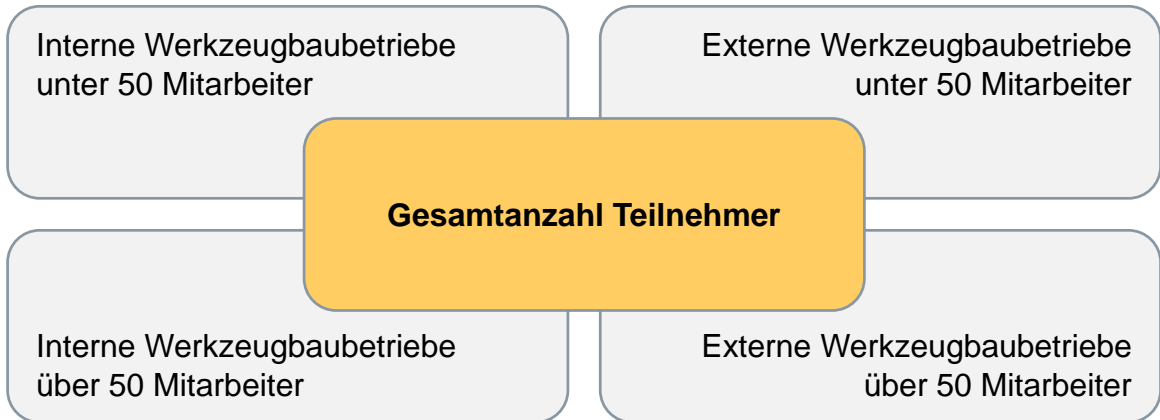 Interne Werkzeugbaubetriebe
unter 50 Mitarbeiter
Externe Werkzeugbaubetriebe
unter 50 Mitarbeiter
Gesamtanzahl Teilnehmer
Interne Werkzeugbaubetriebe
über 50 Mitarbeiter
Externe Werkzeugbaubetriebe
über 50 Mitarbeiter